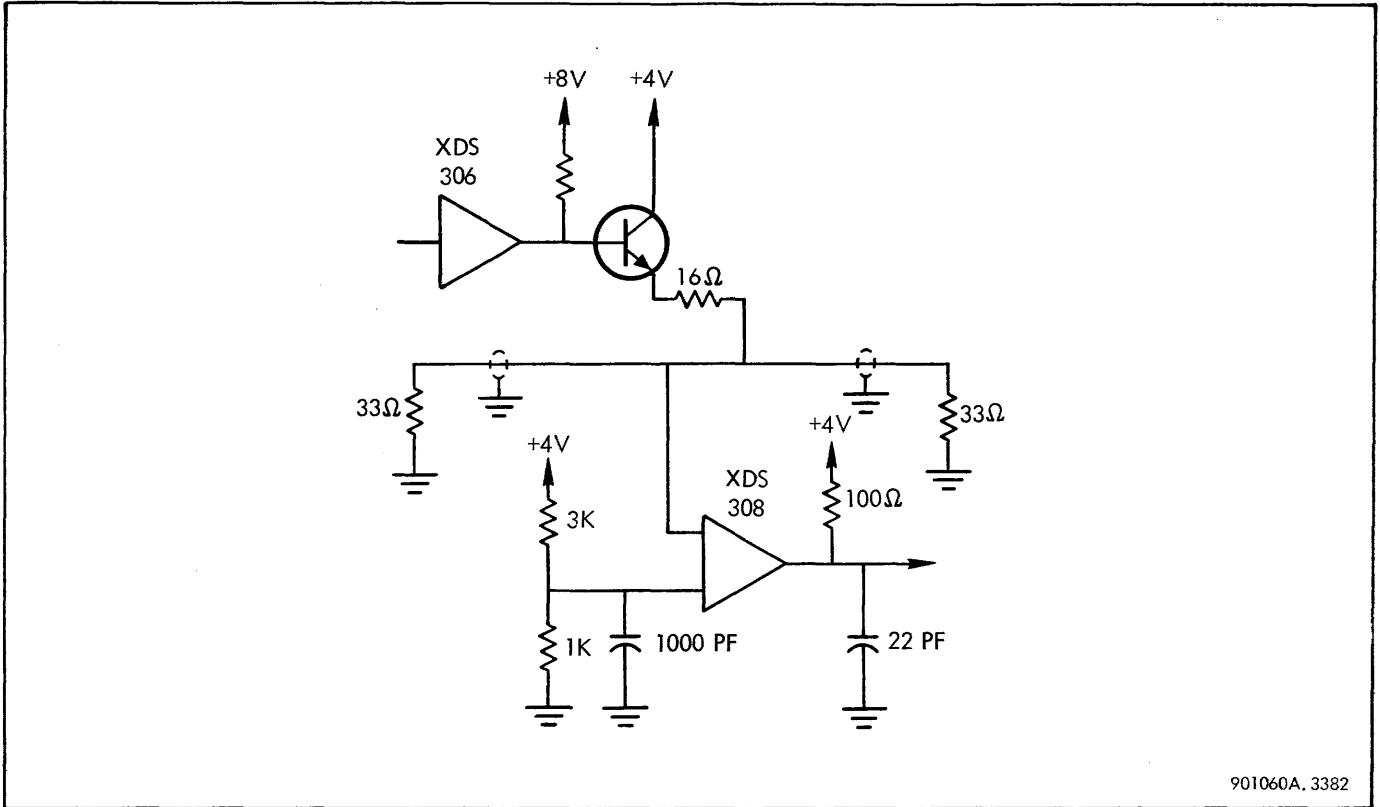 +8V +4V
XDS
306
16Ω
33Ω
33Ω
+4V
+4V
XDS
308
100Ω
3K
1K
1000 PF
22 PF
901060A. 3382